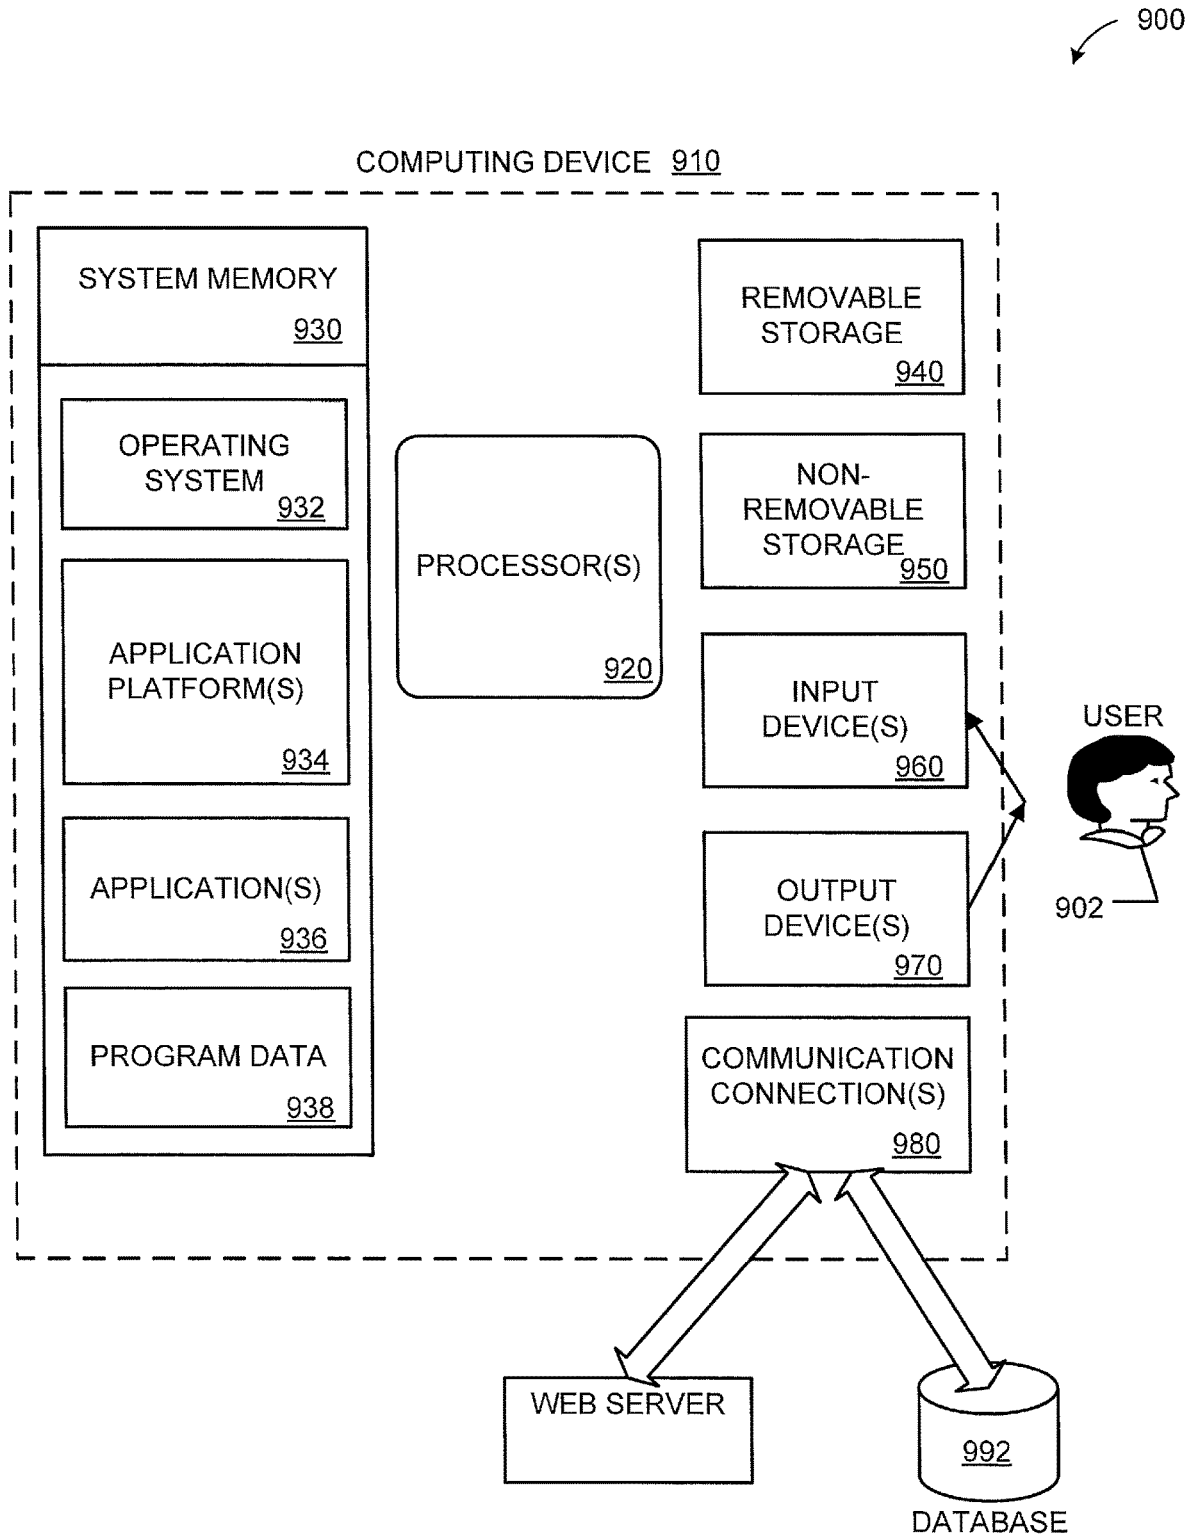 900
COMPUTING DEVICE 910
SYSTEM MEMORY
930
OPERATING
SYSTEM
932
APPLICATION
PLATFORM(S)
934
APPLICATION(S)
936
PROGRAM DATA
938
PROCESSOR(S)
920
REMOVABLE
STORAGE
940
NON-
REMOVABLE
STORAGE
950
INPUT
DEVICE(S)
960
OUTPUT
DEVICE(S)
970
COMMUNICATION
CONNECTION(S)
980
USER
902
WEB SERVER
992
DATABASE